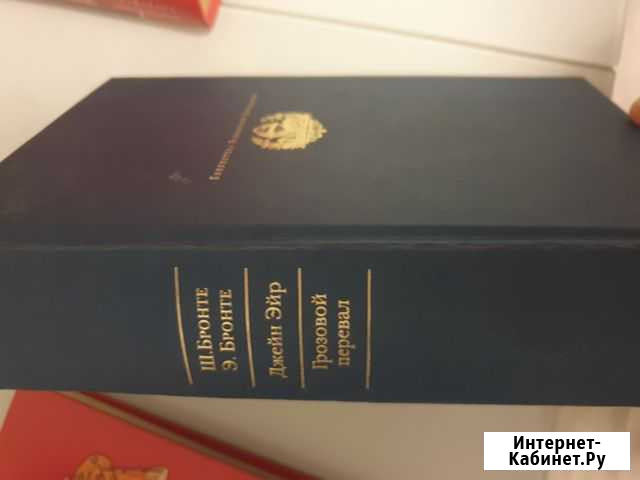 Ш. БРОНТЕ
Э. БРОНТЕ
Джейн Эйр
Грозовой
перевал
Интернет-
Кабинет.Ру